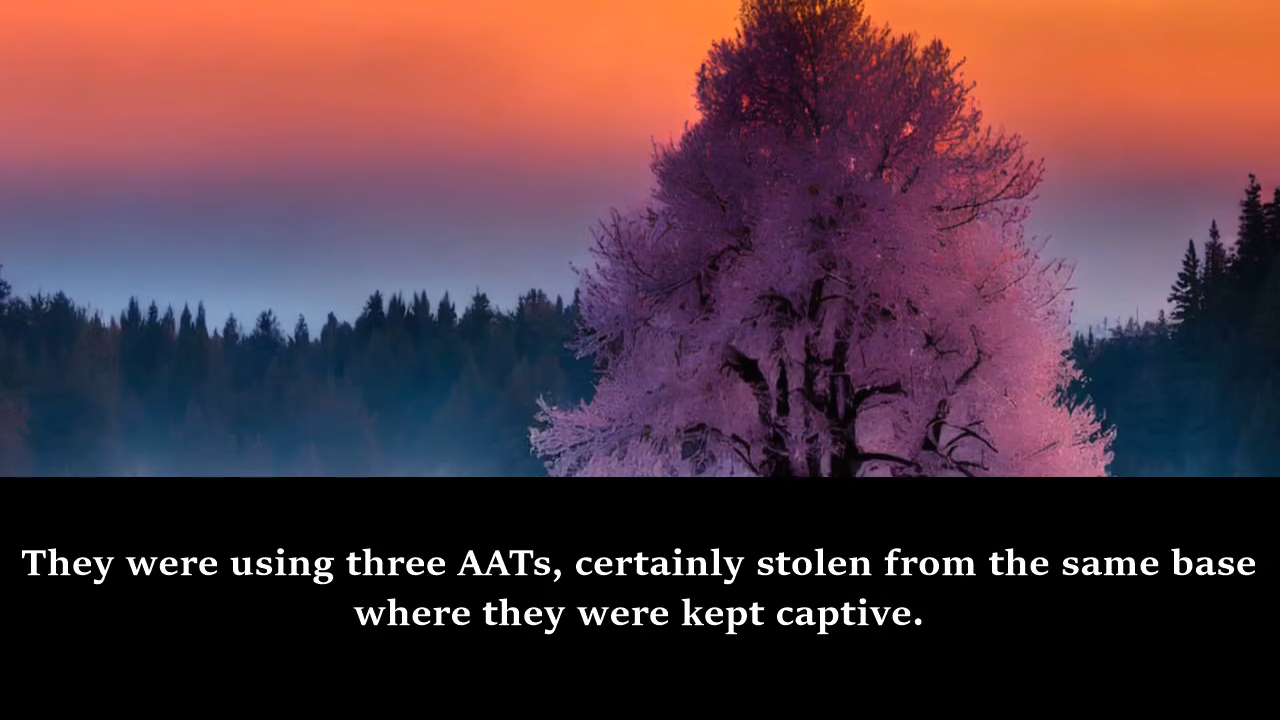 They were using three AATs, certainly stolen from the same base
where they were kept captive.